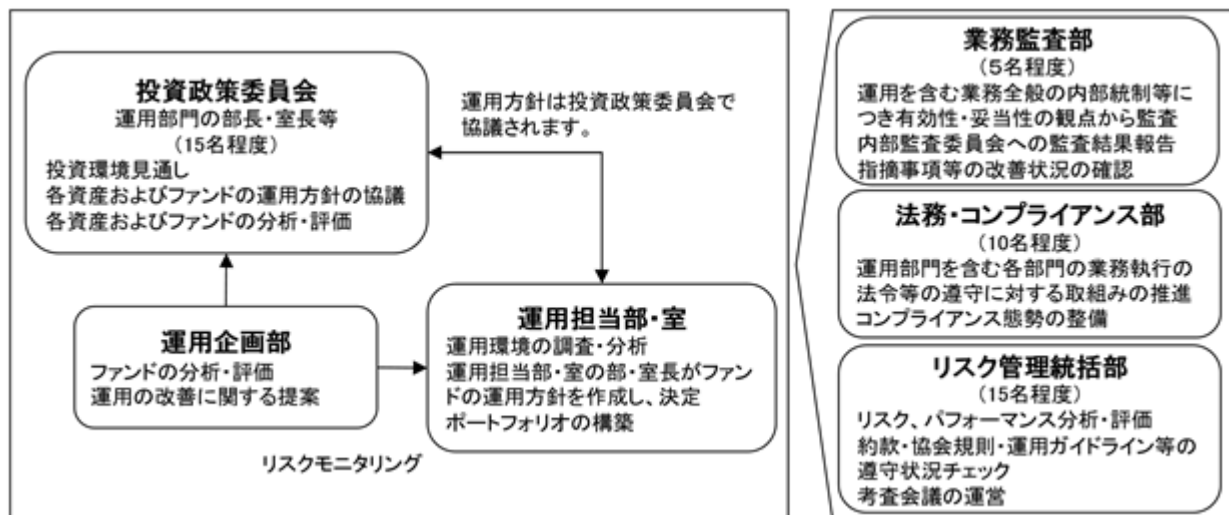 投資政策委員会
運用部門の部長・室長等
(15名程度)
投資環境見通し
各資産およびファンドの運用方針の協議
各資産およびファンドの分析・評価
運用方針は投資政策委員会で
協議されます。
運用企画部
ファンドの分析・評価
運用の改善に関する提案
運用担当部・室
運用環境の調査・分析
運用担当部・室の部・室長がファン
ドの運用方針を作成し、決定
ポートフォリオの構築
リスクモニタリング
業務監査部
(5名程度)
運用を含む業務全般の内部統制等に
つき有効性・妥当性の観点から監査
内部監査委員会への監査結果報告
指摘事項等の改善状況の確認
法務・コンプライアンス部
(10名程度)
運用部門を含む各部門の業務執行の
法令等の遵守に対する取組みの推進
コンプライアンス態勢の整備
リスク管理統括部
(15名程度)
リスク、パフォーマンス分析・評価
約款・協会規則・運用ガイドライン等の
遵守状況チェック
考査会議の運営